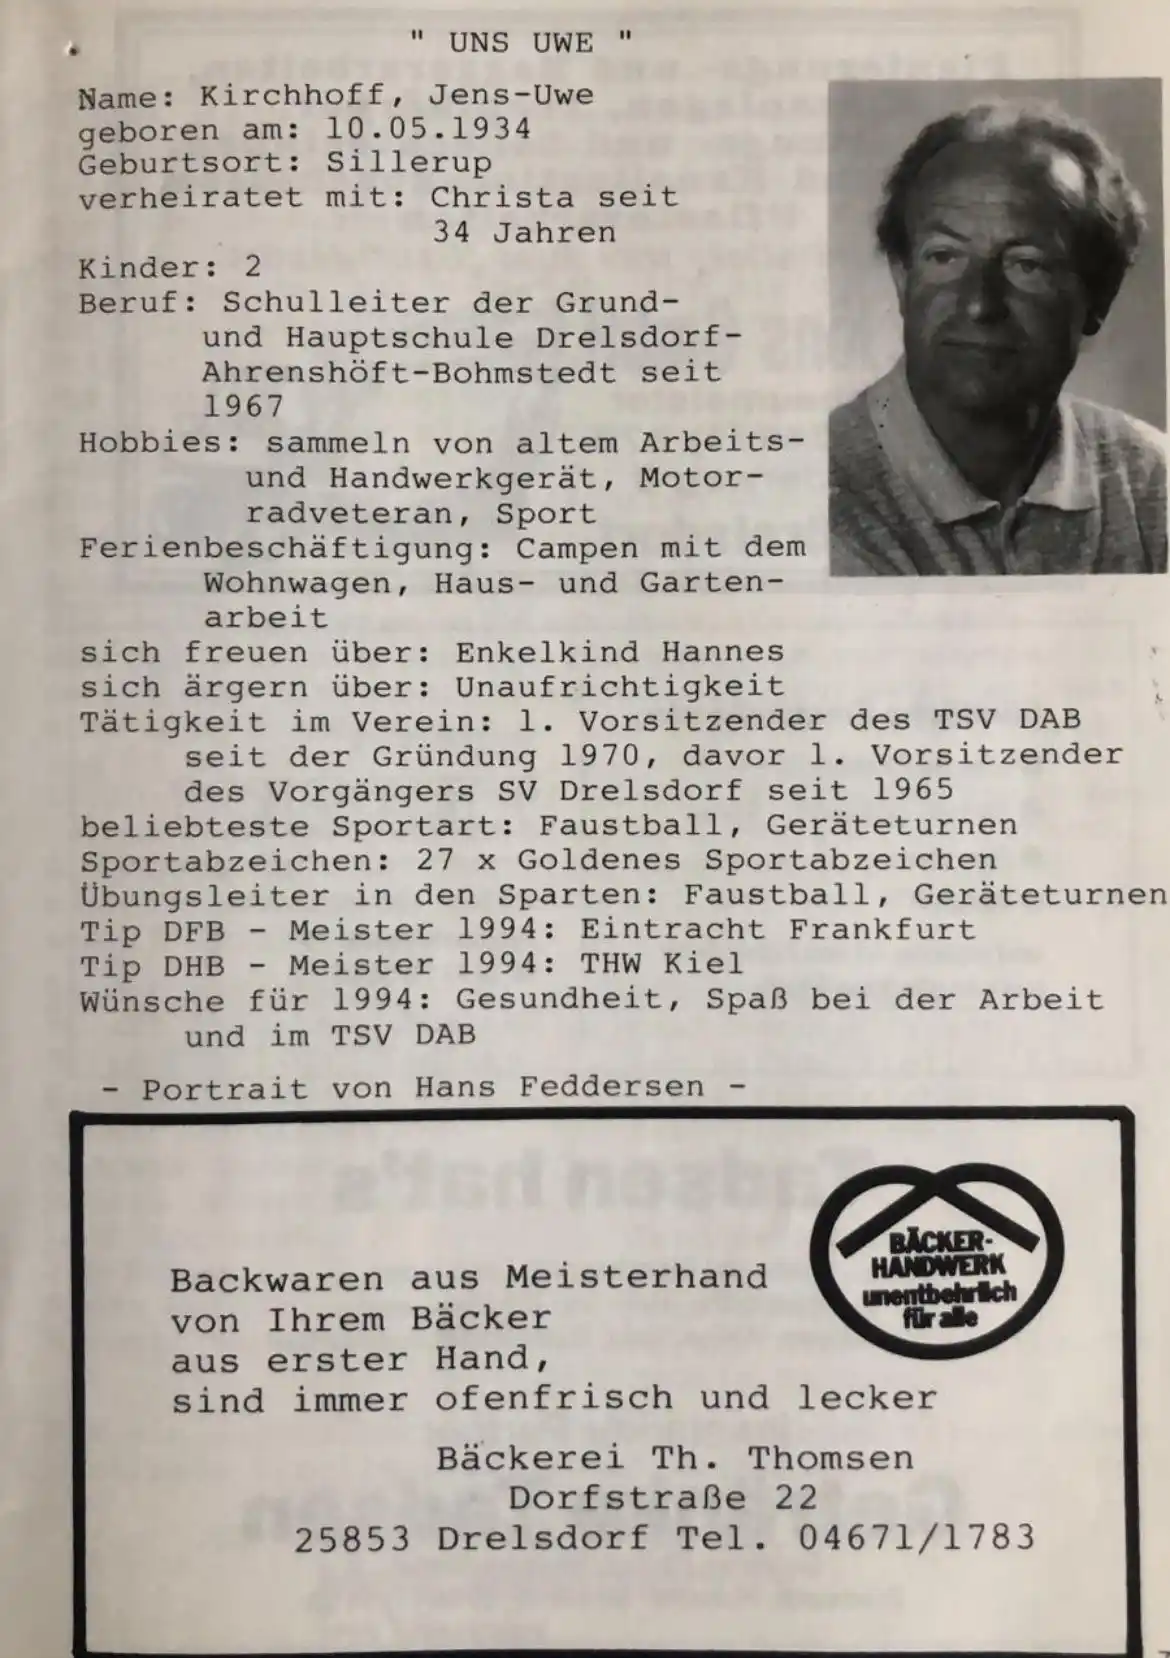 " UNS UWE "
Name: Kirchhoff, Jens-Uwe
geboren am: 10.05.1934
Geburtsort: Sillerup
verheiratet mit: Christa seit
34 Jahren
Kinder: 2
Beruf: Schulleiter der Grund-
und Hauptschule Drelsdorf-
Ahrenshöft-Bohmstedt seit
1967
Hobbies: sammeln von altem Arbeits-
und Handwerkgerät, Motor-
radveteran, Sport
Ferienbeschäftigung: Campen mit dem
Wohnwagen, Haus- und Garten-
arbeit
sich freuen über: Enkelkind Hannes
sich ärgern über: Unaufrichtigkeit
Tätigkeit im Verein: 1. Vorsitzender des TSV DAB
seit der Gründung 1970, davor 1. Vorsitzender
des Vorgängers SV Drelsdorf seit 1965
beliebteste Sportart: Faustball, Geräteturnen
Sportabzeichen: 27 x Goldenes Sportabzeichen
Übungsleiter in den Sparten: Faustball, Geräteturnen
Tip DFB - Meister 1994: Eintracht Frankfurt
Tip DHB - Meister 1994: THW Kiel
Wünsche für 1994: Gesundheit, Spaß bei der Arbeit
und im TSV DAB
- Portrait von Hans Feddersen -
BÄCKER-
HANDWERK
unentbehrlich
für alle
Backwaren aus Meisterhand
von Ihrem Bäcker
aus erster Hand,
sind immer ofenfrisch und lecker
Bäckerei Th. Thomsen
Dorfstraße 22
25853 Drelsdorf Tel. 04671/1783